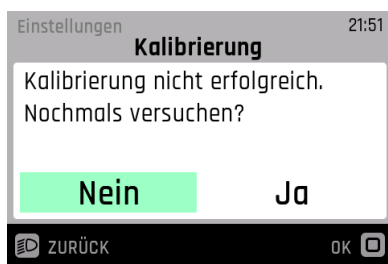 Einstellungen 21:51
Kalibrierung
Kalibrierung nicht erfolgreich.
Nochmals versuchen?
Nein Ja
ZURÜCK OK